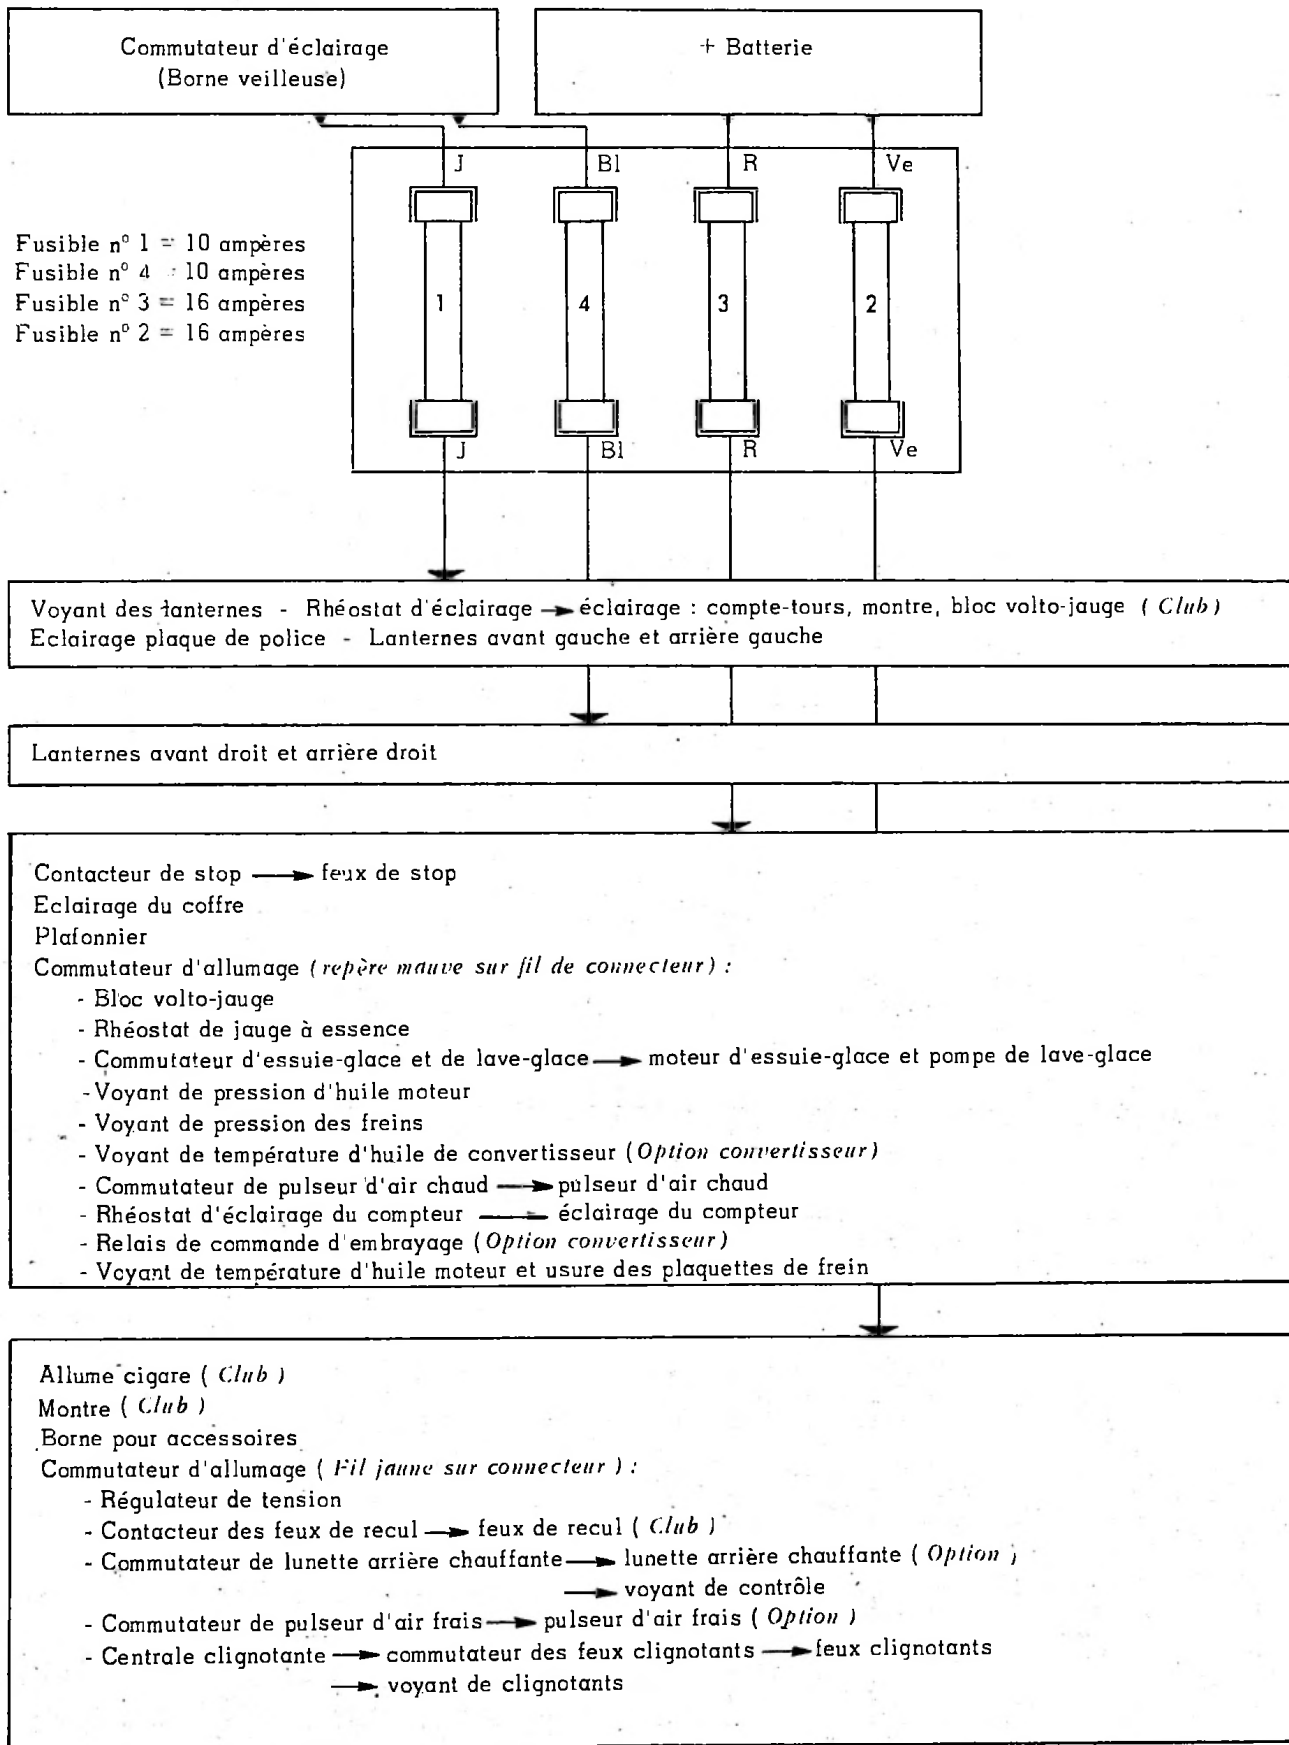 Commutateur d'éclairage
(Borne veilleuse)
+ Batterie
J Bl R Ve
Fusible nº 1 = 10 ampères
Fusible nº 4 = 10 ampères
Fusible nº 3 = 16 ampères
Fusible nº 2 = 16 ampères
1 4 3 2
J Bl R Ve
Voyant des lanternes - Rhéostat d'éclairage → éclairage : compte-tours, montre, bloc volto-jauge ( Club )
Eclairage plaque de police - Lanternes avant gauche et arrière gauche
Lanternes avant droit et arrière droit
Contacteur de stop → feux de stop
Eclairage du coffre
Plafonnier
Commutateur d'allumage (repère mauve sur fil de connecteur) :
- Bloc volto-jauge
- Rhéostat de jauge à essence
- Commutateur d'essuie-glace et de lave-glace → moteur d'essuie-glace et pompe de lave-glace
- Voyant de pression d'huile moteur
- Voyant de pression des freins
- Voyant de température d'huile de convertisseur (Option convertisseur)
- Commutateur de pulseur d'air chaud → pulseur d'air chaud
- Rhéostat d'éclairage du compteur → éclairage du compteur
- Relais de commande d'embrayage (Option convertisseur)
- Voyant de température d'huile moteur et usure des plaquettes de frein
Allume cigare ( Club )
Montre ( Club )
Borne pour accessoires
Commutateur d'allumage ( Fil jaune sur connecteur ) :
- Régulateur de tension
- Contacteur des feux de recul → feux de recul ( Club )
- Commutateur de lunette arrière chauffante → lunette arrière chauffante ( Option )
→ voyant de contrôle
- Commutateur de pulseur d'air frais → pulseur d'air frais ( Option )
- Centrale clignotante → commutateur des feux clignotants → feux clignotants
→ voyant de clignotants